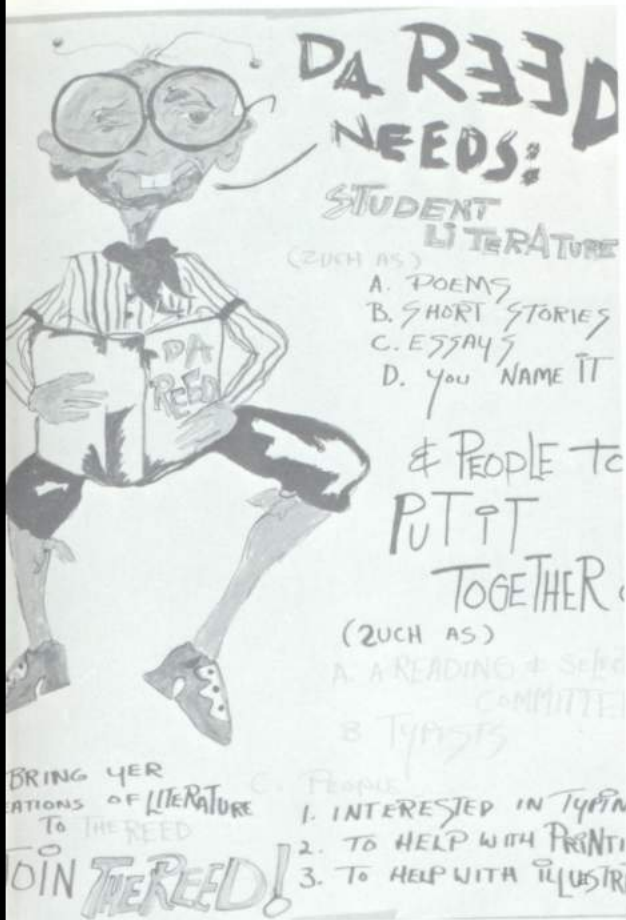 DA REED
NEEDS:
STUDENT
LITERATURE
(ZUCH AS)
A. POEMS
B. SHORT STORIES
C. ESSAYS
D. YOU NAME IT
DA
REED
& PEOPLE TO
PUT IT
TOGETHER
(ZUCH AS)
A. A READING & SELEC
COMMITTEE
B TYPISTS
C. PEOPLE
1. INTERESTED IN TYPIN
2. TO HELP WITH PRINTI
3. TO HELP WITH ILLUSTR
BRING YER
EATIONS OF LITERATURE
TO THE REED
JOIN THE REED!